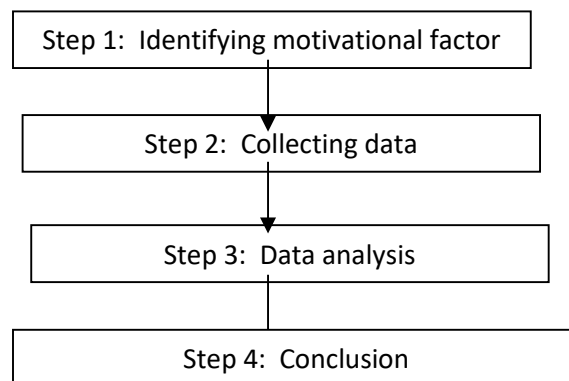 Step 1:  Identifying motivational factor
Step 2:  Collecting data
Step 3:  Data analysis
Step 4:  Conclusion